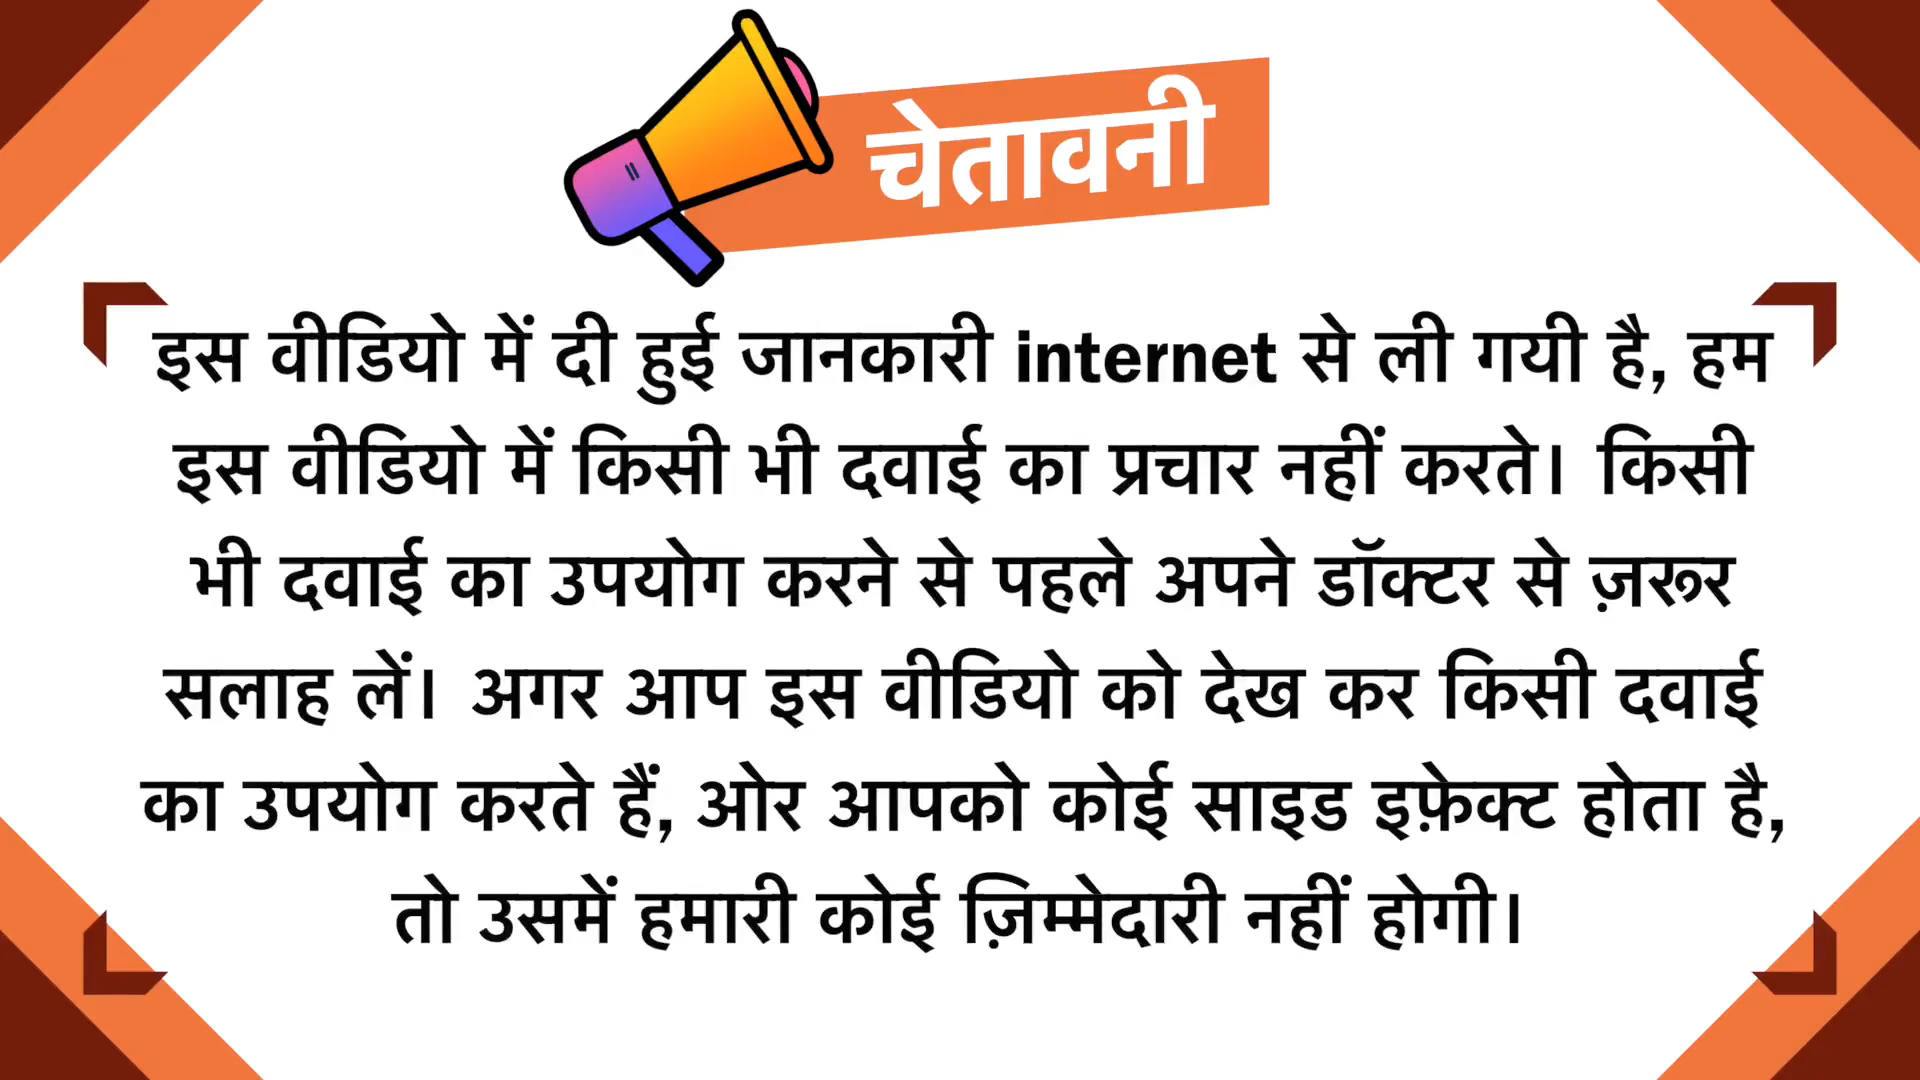 चेतावनी
इस वीडियो में दी हुई जानकारी internet से ली गयी है, हम
इस वीडियो में किसी भी दवाई का प्रचार नहीं करते। किसी
भी दवाई का उपयोग करने से पहले अपने डॉक्टर से ज़रूर
सलाह लें। अगर आप इस वीडियो को देख कर किसी दवाई
का उपयोग करते हैं, ओर आपको कोई साइड इफ़ेक्ट होता है,
तो उसमें हमारी कोई ज़िम्मेदारी नहीं होगी।